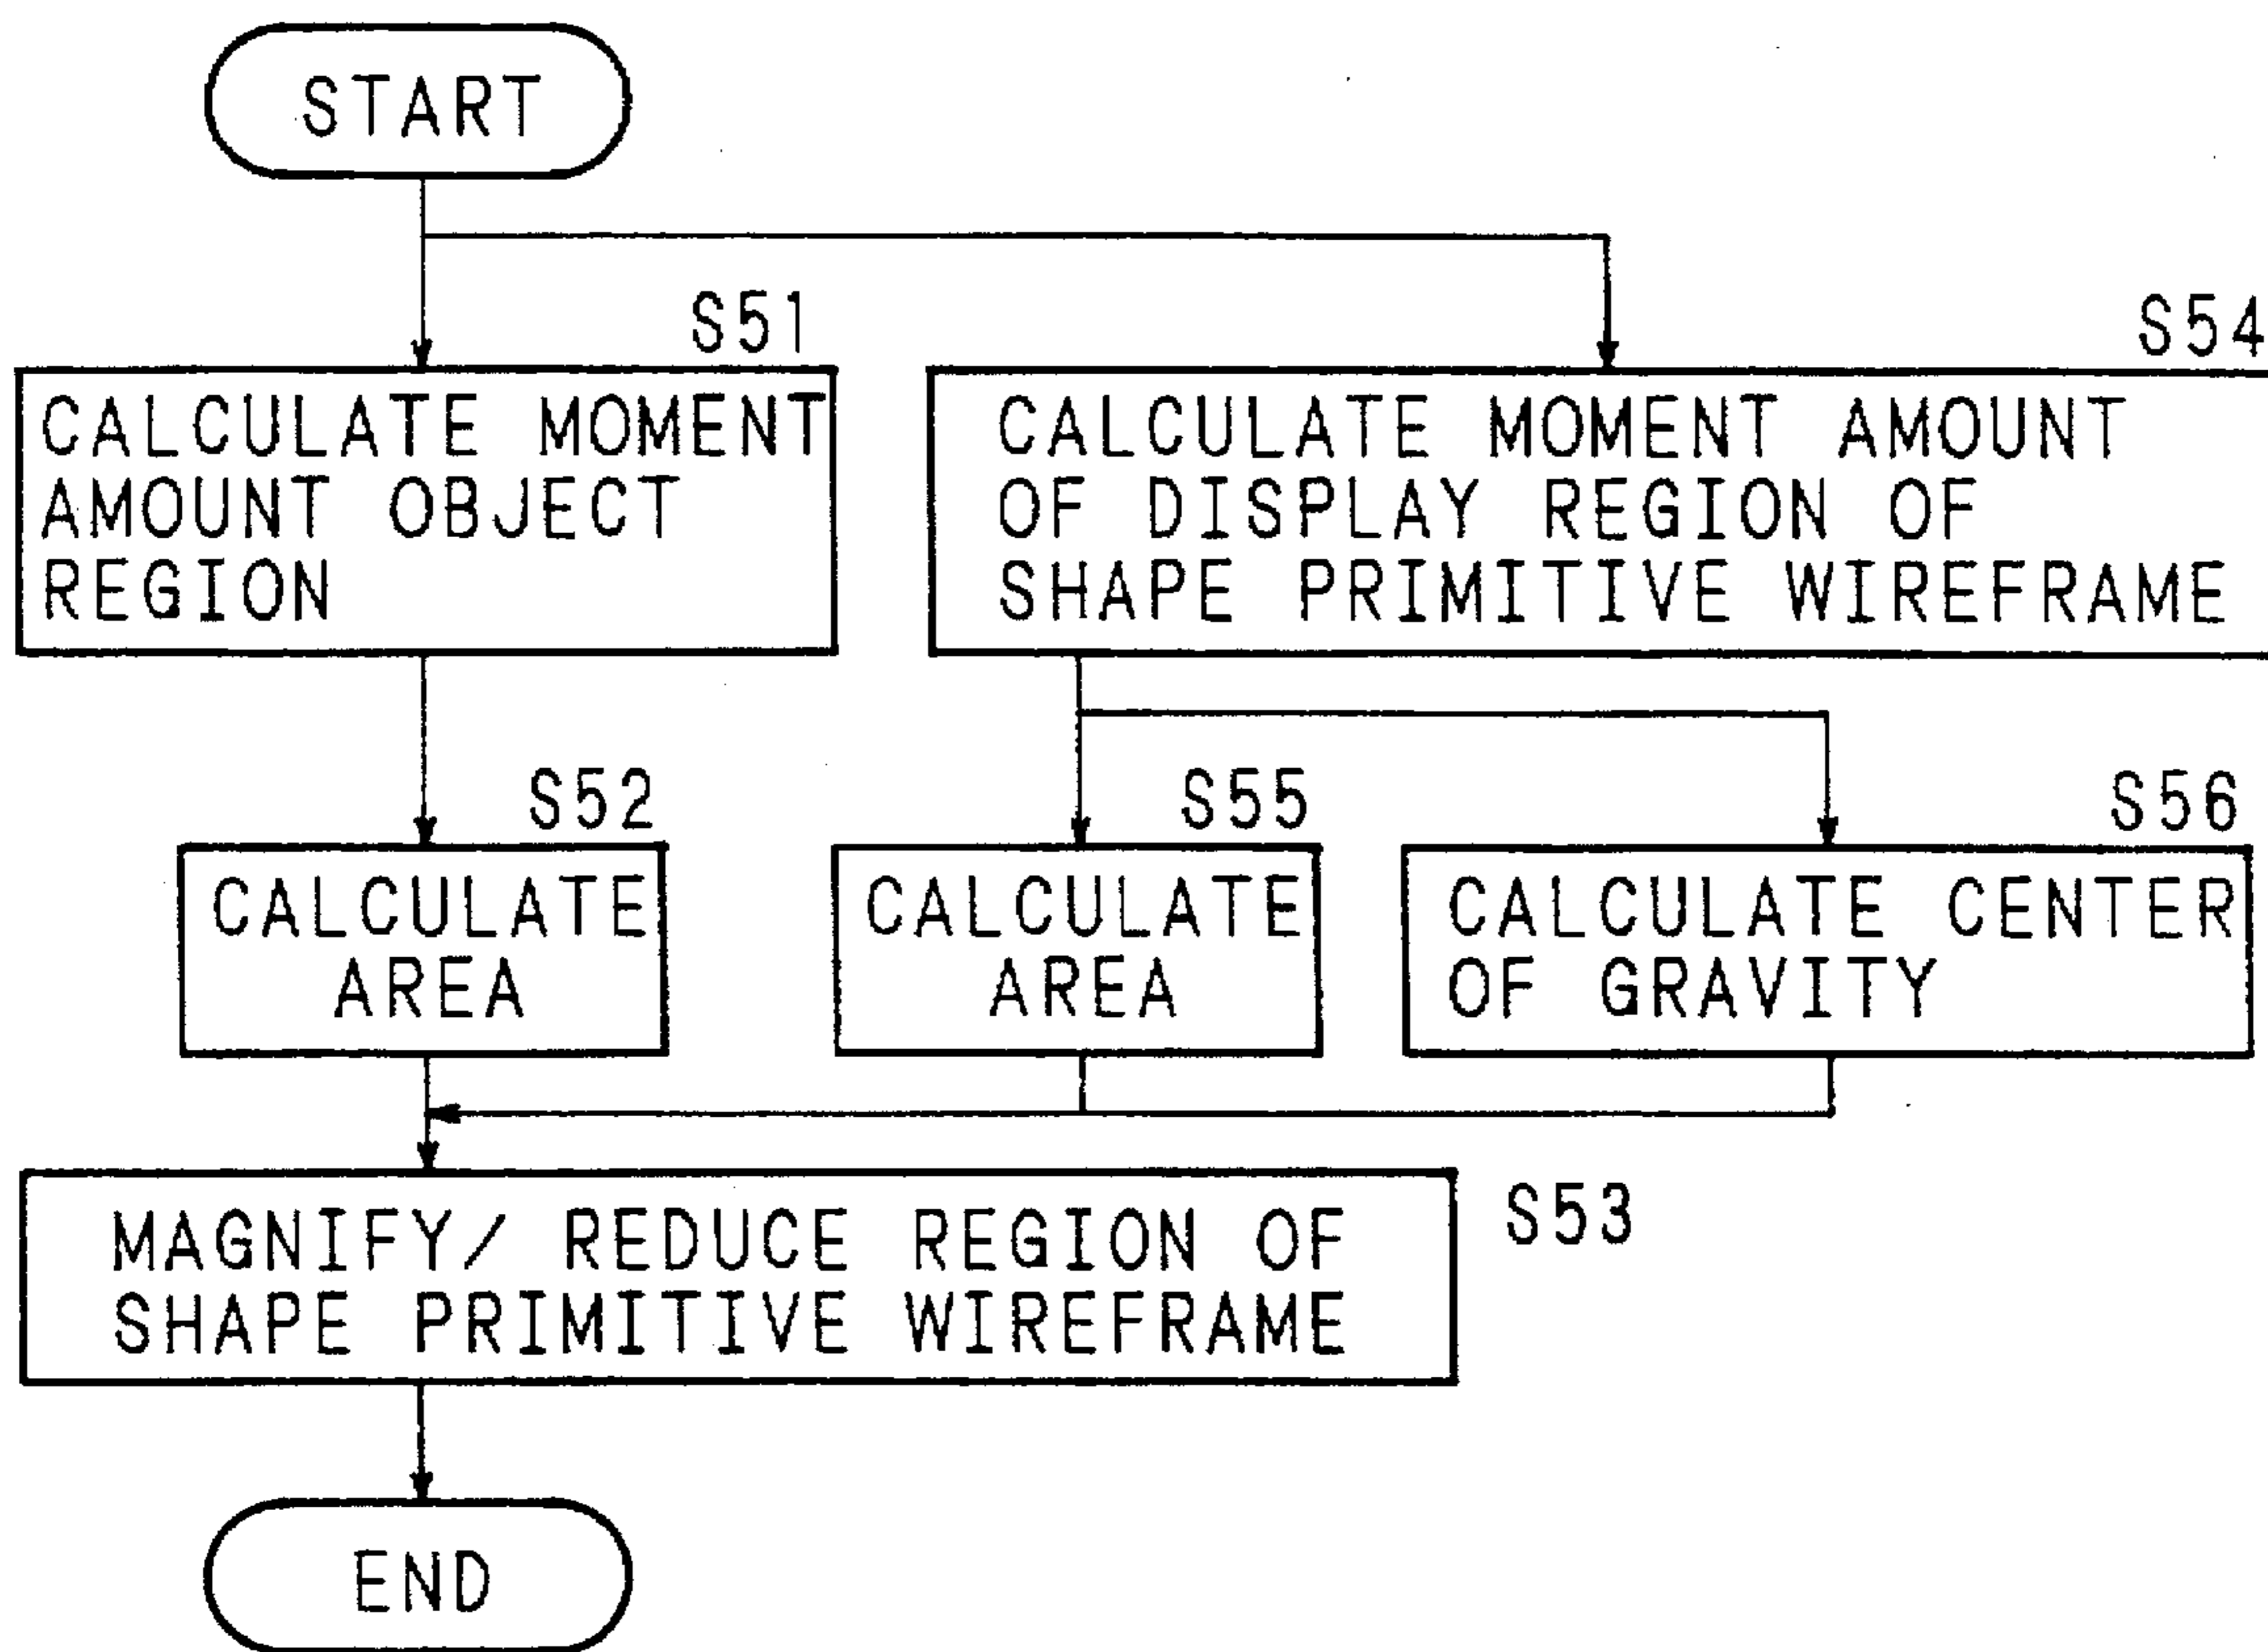 START
S51
CALCULATE MOMENT
AMOUNT OBJECT
REGION
S54
CALCULATE MOMENT AMOUNT
OF DISPLAY REGION OF
SHAPE PRIMITIVE WIREFRAME
S52
CALCULATE
AREA
S55
CALCULATE
AREA
S56
CALCULATE CENTER
OF GRAVITY
MAGNIFY/ REDUCE REGION OF
SHAPE PRIMITIVE WIREFRAME
S53
END